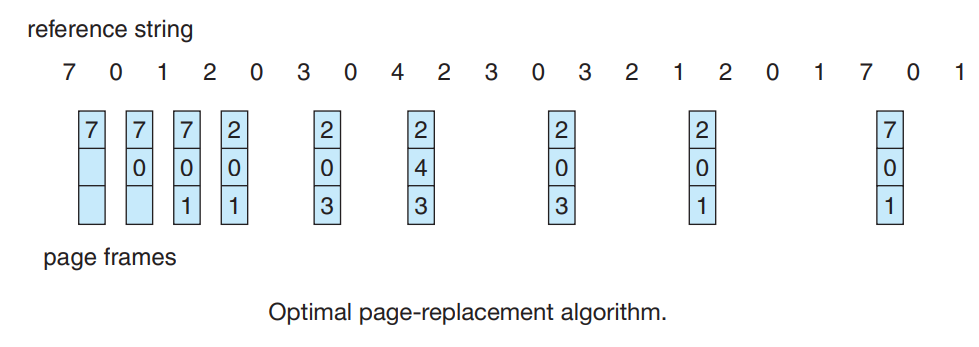 reference string
7 0 1 2 0 3 0 4 2 3 0 3 2 1 2 0 1 7 0 1
7 7 7 2 2 2 2 2 7
0 0 0 0 4 0 0 0
1 1 3 3 3 1 1
page frames
Optimal page-replacement algorithm.